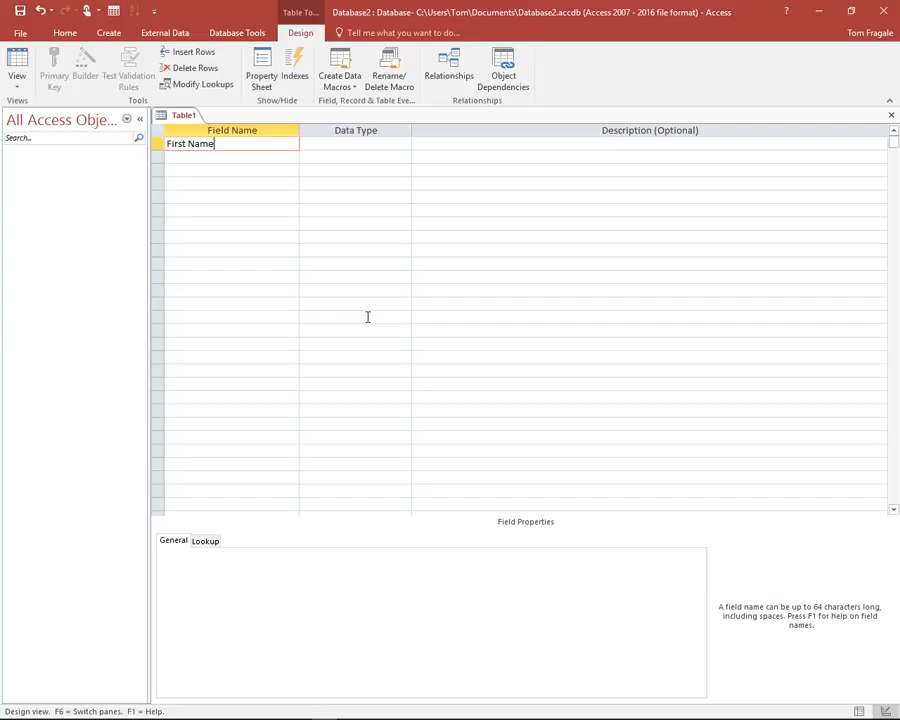 Table To...
Database2 : Database- C:\Users\Tom\Documents\Database2.accdb (Access 2007 - 2016 file format) - Access
?
File
Home
Create
External Data
Database Tools
Design
Tell me what you want to do...
Tom Fragale
View
Primary Key
Builder
Test Validation Rules
Insert Rows
Delete Rows
Modify Lookups
Property Sheet
Indexes
Create Data Macros
Rename/ Delete Macro
Relationships
Object Dependencies
Views
Tools
Show/Hide
Field, Record & Table Eve...
Relationships
All Access Obje...
Search...
Table1
Field Name
Data Type
Description (Optional)
First Name
Field Properties
General
Lookup
A field name can be up to 64 characters long,
including spaces. Press F1 for help on field
names.
Design view. F6 = Switch panes. F1 = Help.